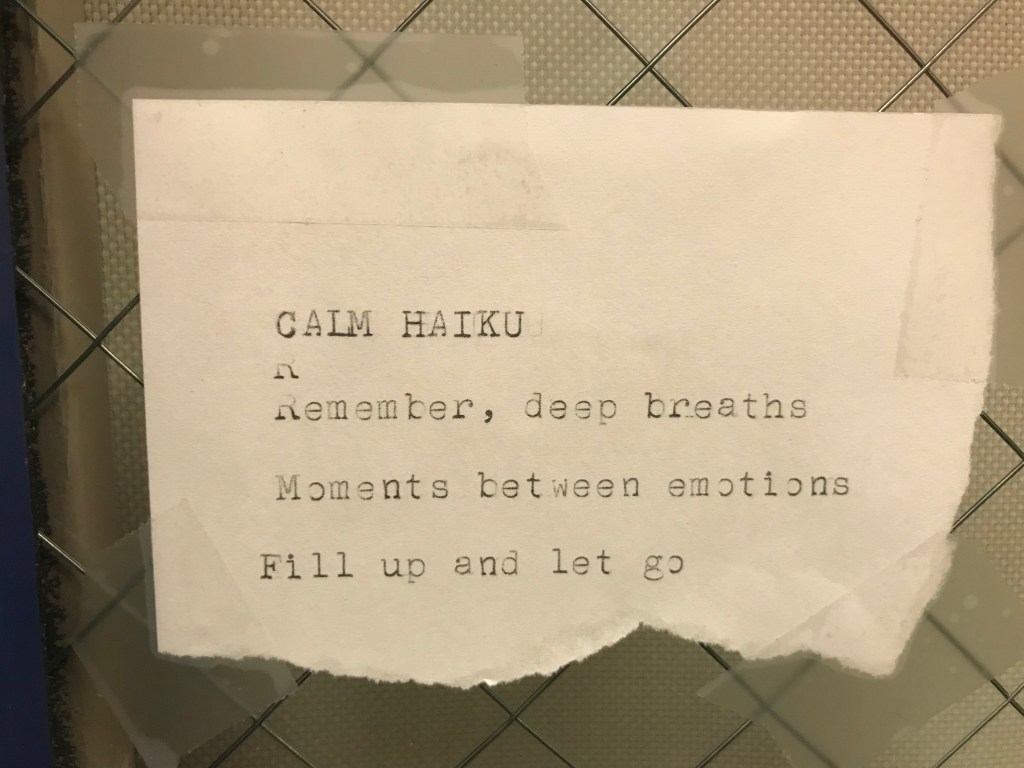 CALM HAIKU
R
Remember, deep breaths
Moments between emotions
Fill up and let go